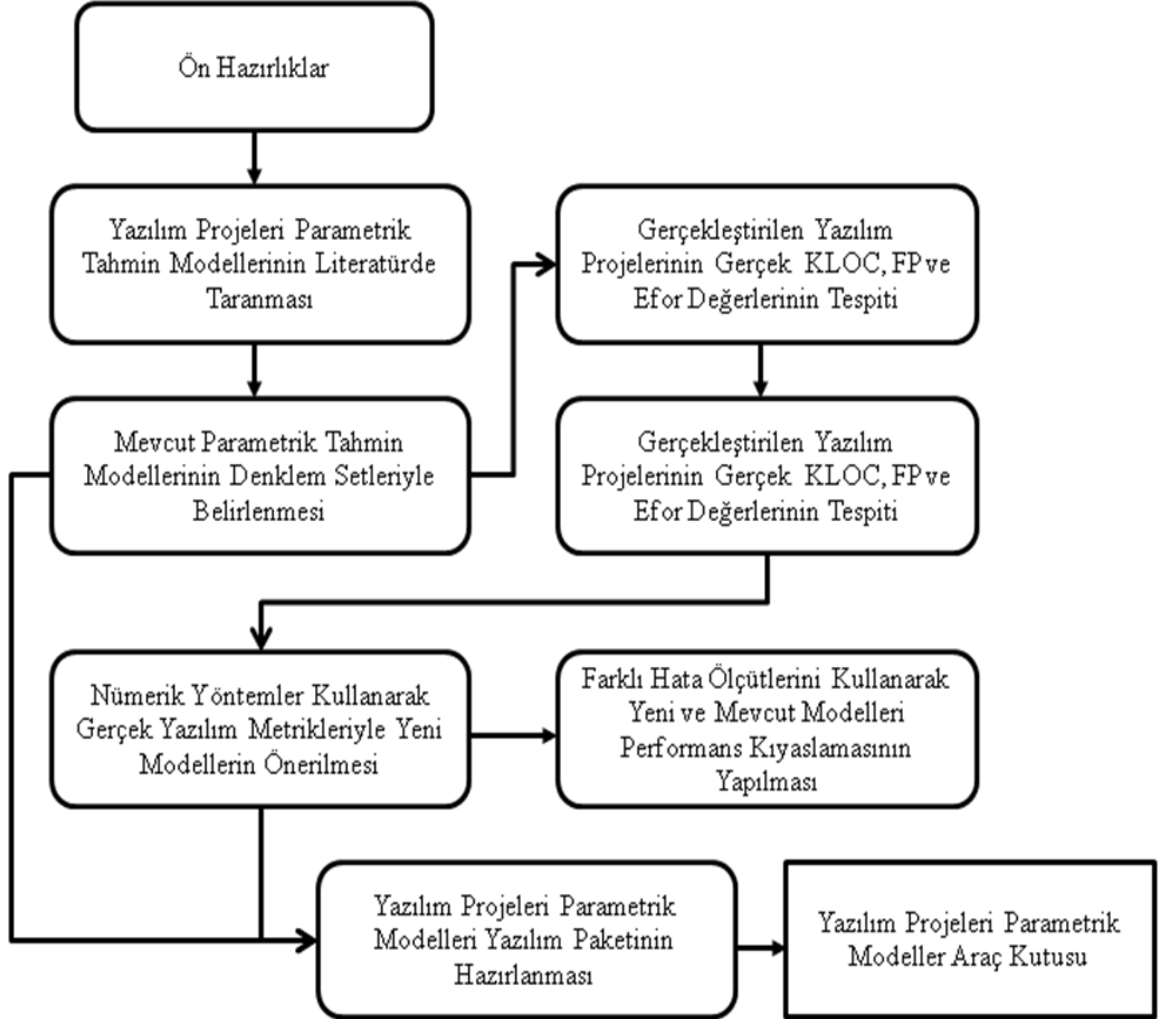 Ön Hazırlıklar
Yazılım Projeleri Parametrik
Tahmin Modellerinin Literatürde
Taranması
Gerçekleştirilen Yazılım
Projelerinin Gerçek KLOC, FP ve
Efor Değerlerinin Tespiti
Mevcut Parametrik Tahmin
Modellerinin Denklem Setleriyle
Belirlenmesi
Gerçekleştirilen Yazılım
Projelerinin Gerçek KLOC, FP ve
Efor Değerlerinin Tespiti
Nümerik Yöntemler Kullanarak
Gerçek Yazılım Metrikleriyle Yeni
Modellerin Önerilmesi
Farklı Hata Ölçütlerini Kullanarak
Yeni ve Mevcut Modelleri
Performans Kıyaslamasının
Yapılması
Yazılım Projeleri Parametrik
Modelleri Yazılım Paketinin
Hazırlanması
Yazılım Projeleri Parametrik
Modeller Araç Kutusu